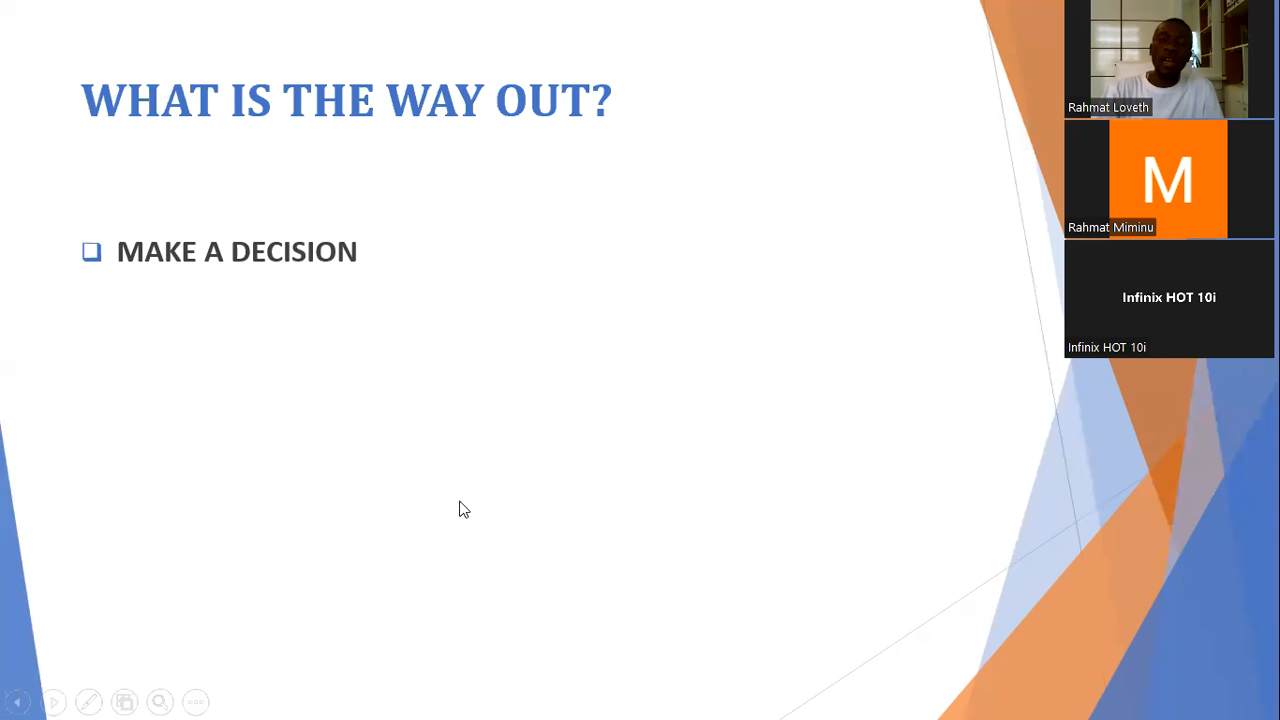 WHAT IS THE WAY OUT?
MAKE A DECISION
Rahmat Loveth
M
Rahmat Miminu
Infinix HOT 10i
Infinix HOT 10i